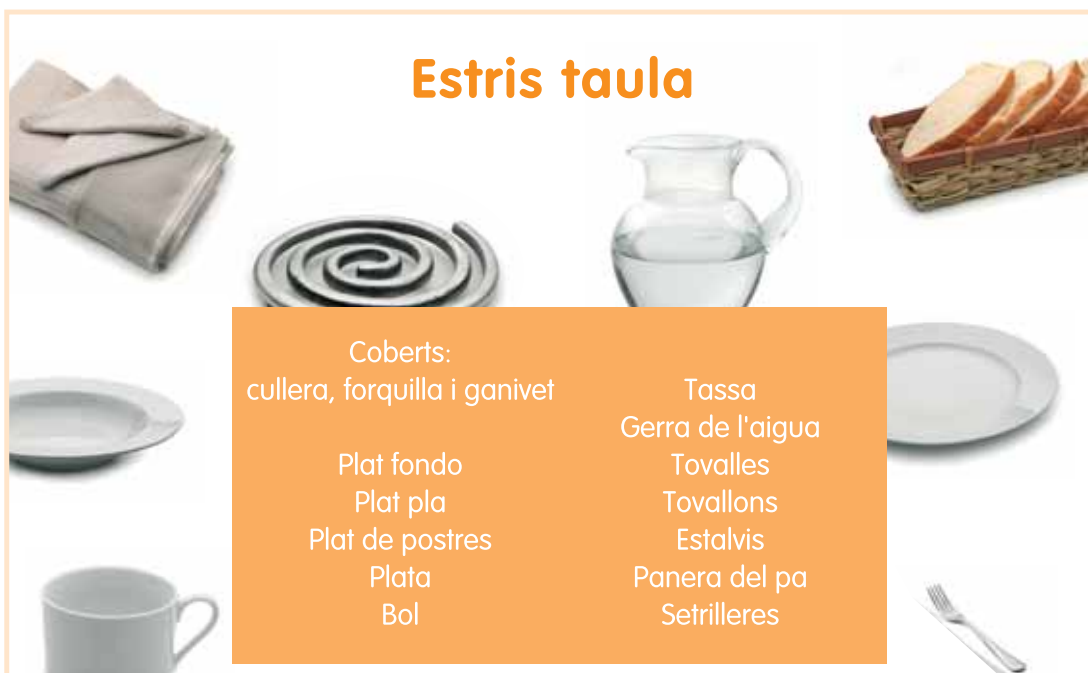 Estris taula
Coberts:
cullera, forquilla i ganivet
Plat fondo
Plat pla
Plat de postres
Plata
Bol
Tassa
Gerra de l'aigua
Tovalles
Tovallons
Estalvis
Panera del pa
Setrilleres